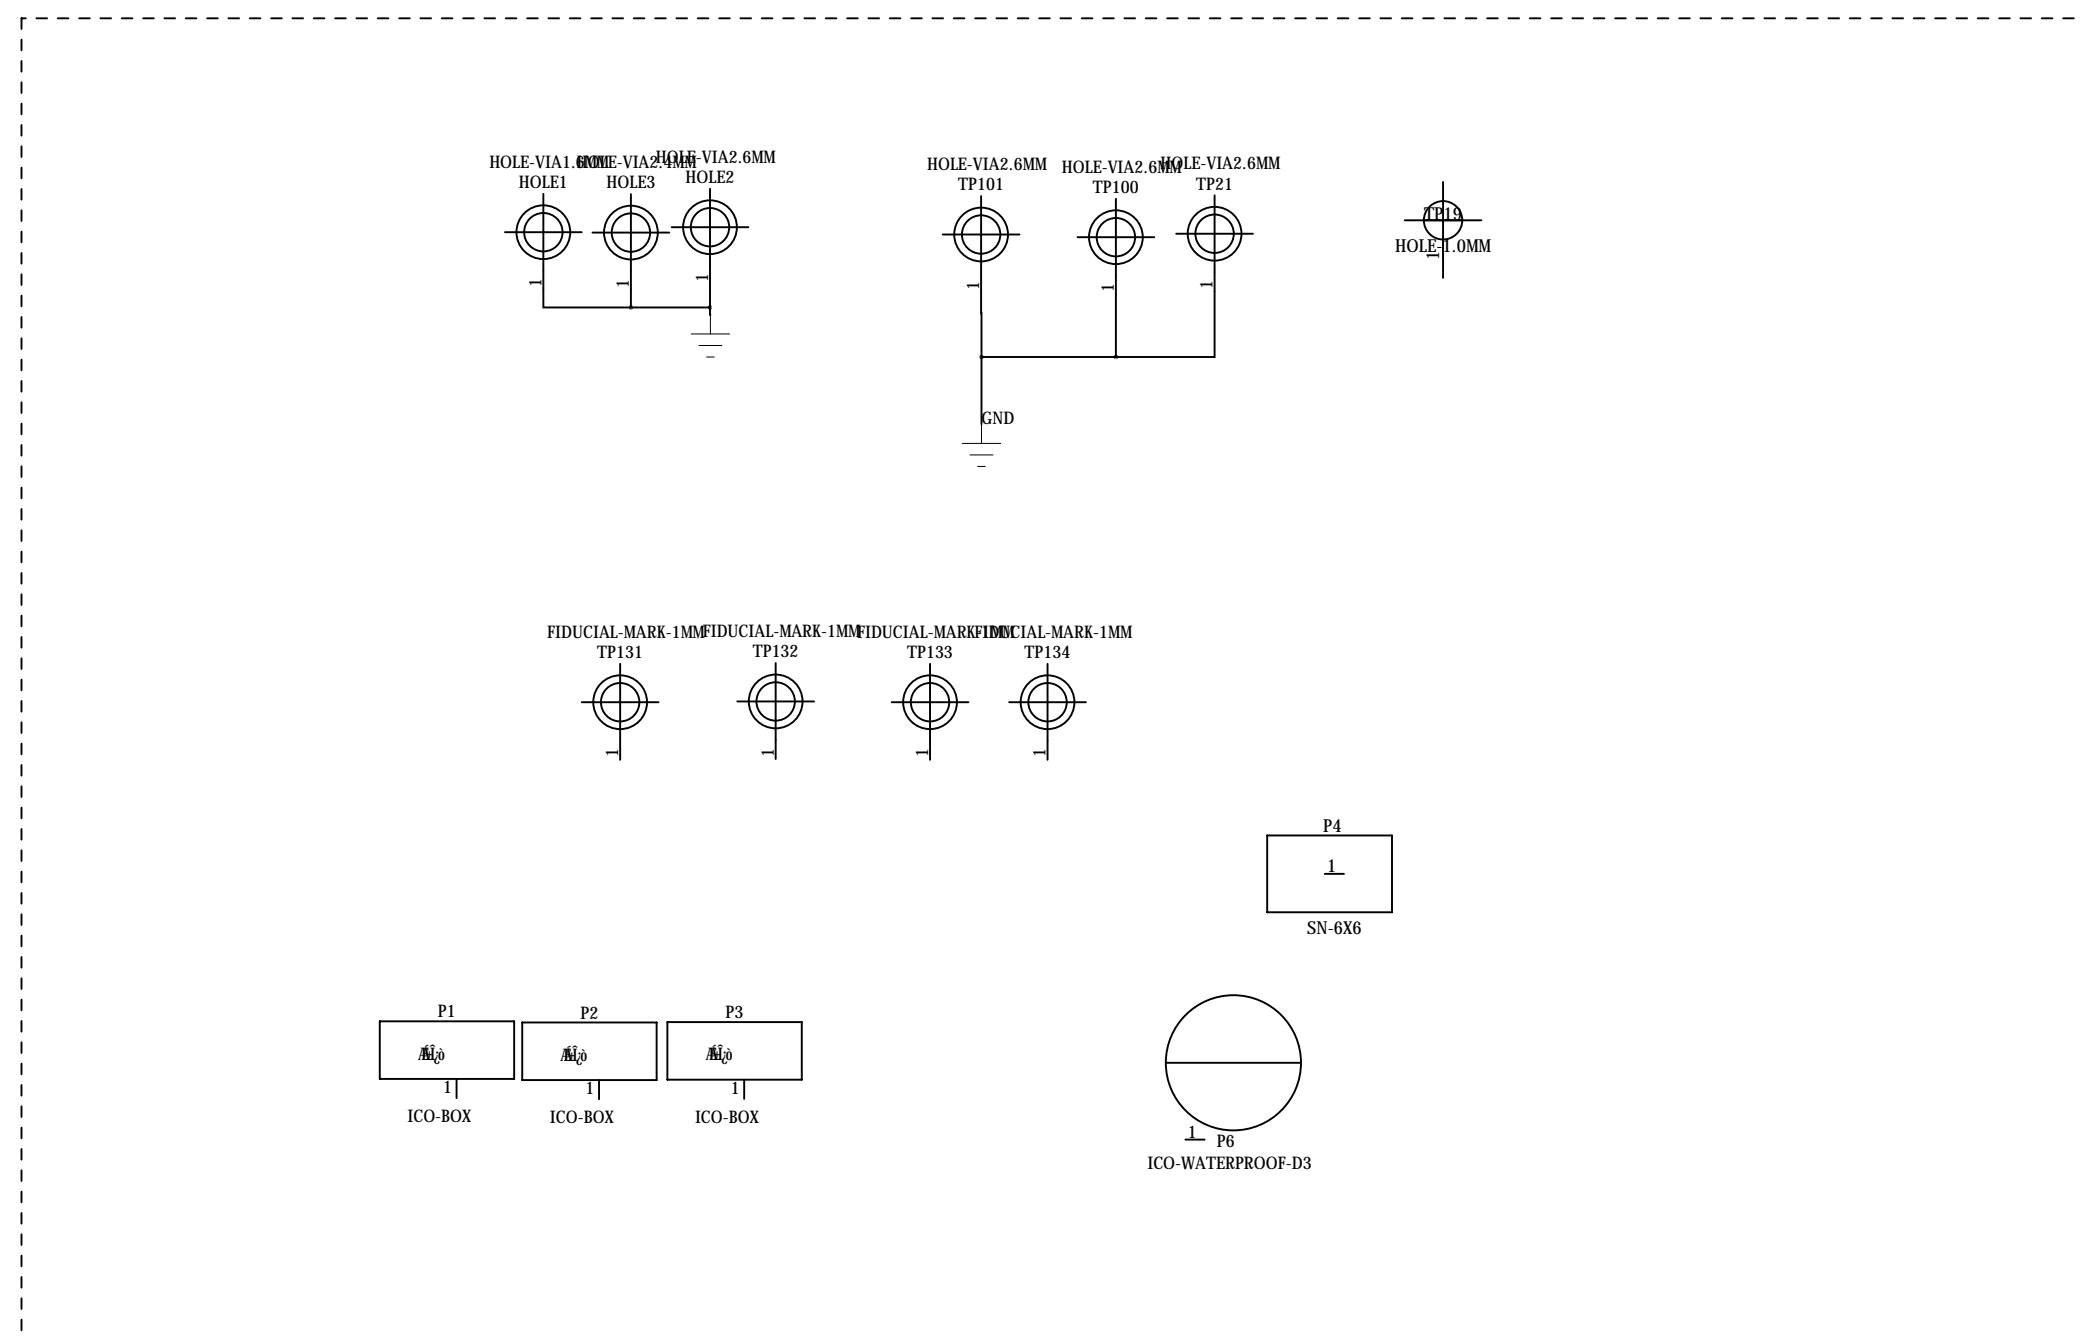 HOLE-VIA1.6MM
HOLE1
HOLE-VIA2.4MM
HOLE3
HOLE-VIA2.6MM
HOLE2
HOLE-VIA2.6MM
TP101
HOLE-VIA2.6MM
TP100
HOLE-VIA2.6MM
TP21
TP19
HOLE-1.0MM
1
1
1
1
1
1
1
GND
FIDUCIAL-MARK-1MM
TP131
FIDUCIAL-MARK-1MM
TP132
FIDUCIAL-MARK-1MM
TP133
FIDUCIAL-MARK-1MM
TP134
1
1
1
1
P4
1
SN-6X6
P1
1
ICO-BOX
P2
1
ICO-BOX
P3
1
ICO-BOX
1
P6
ICO-WATERPROOF-D3